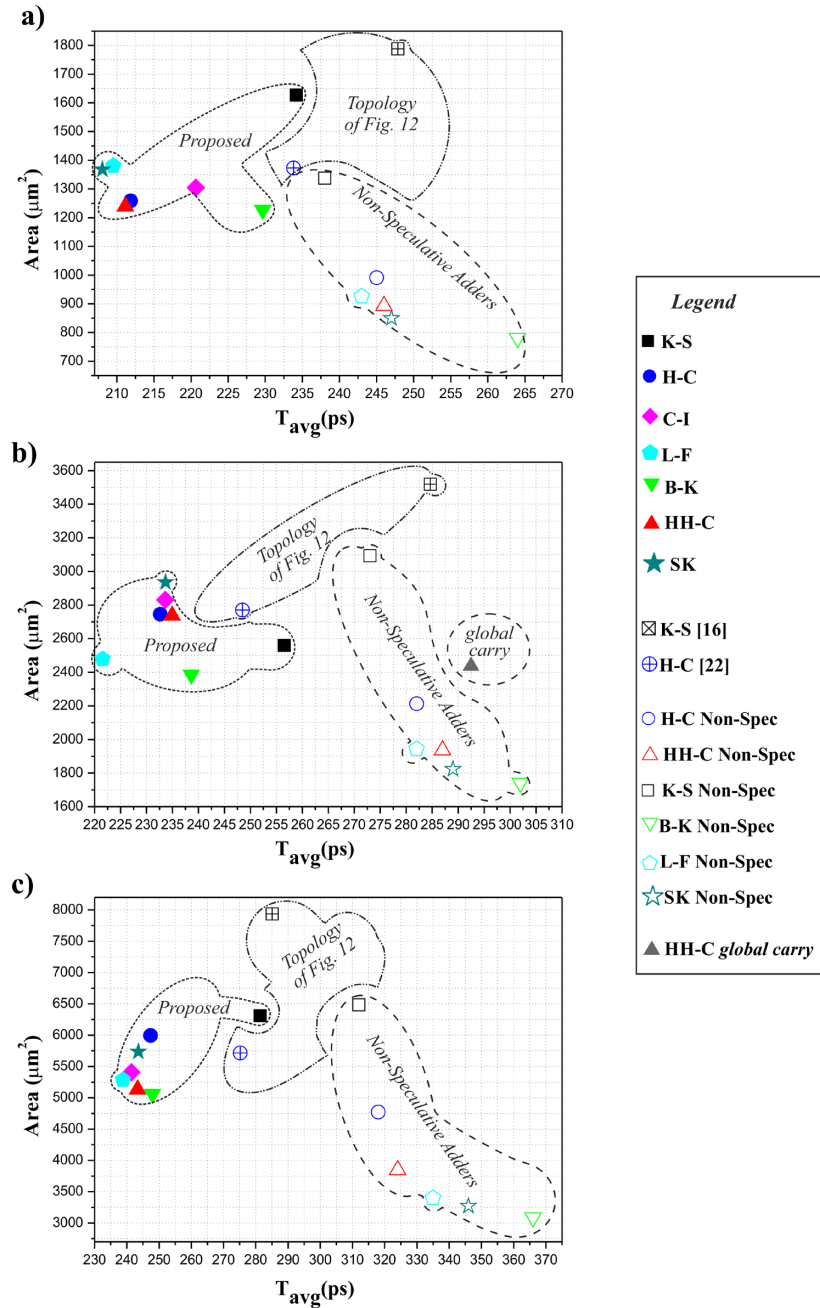 a)
1800
1700
1600
1500
1400
1300
1200
1100
1000
900
800
700
Area (μm²)
Proposed
Topology
of Fig. 12
Non-Speculative Adders
210 215 220 225 230 235 240 245 250 255 260 265 270
Tavg(ps)
b)
3600
3400
3200
3000
2800
2600
2400
2200
2000
1800
1600
Area (μm²)
Topology
of Fig. 12
Proposed
Non-Speculative Adders
global
carry
220 225 230 235 240 245 250 255 260 265 270 275 280 285 290 295 300 305 310
Tavg(ps)
c)
8000
7500
7000
6500
6000
5500
5000
4500
4000
3500
3000
Area (μm²)
Proposed
Topology
of Fig. 12
Non-Speculative Adders
230 240 250 260 270 280 290 300 310 320 330 340 350 360 370
Tavg(ps)
Legend
K-S
H-C
C-I
L-F
B-K
HH-C
SK
K-S [16]
H-C [22]
H-C Non-Spec
HH-C Non-Spec
K-S Non-Spec
B-K Non-Spec
L-F Non-Spec
SK Non-Spec
HH-C global carry